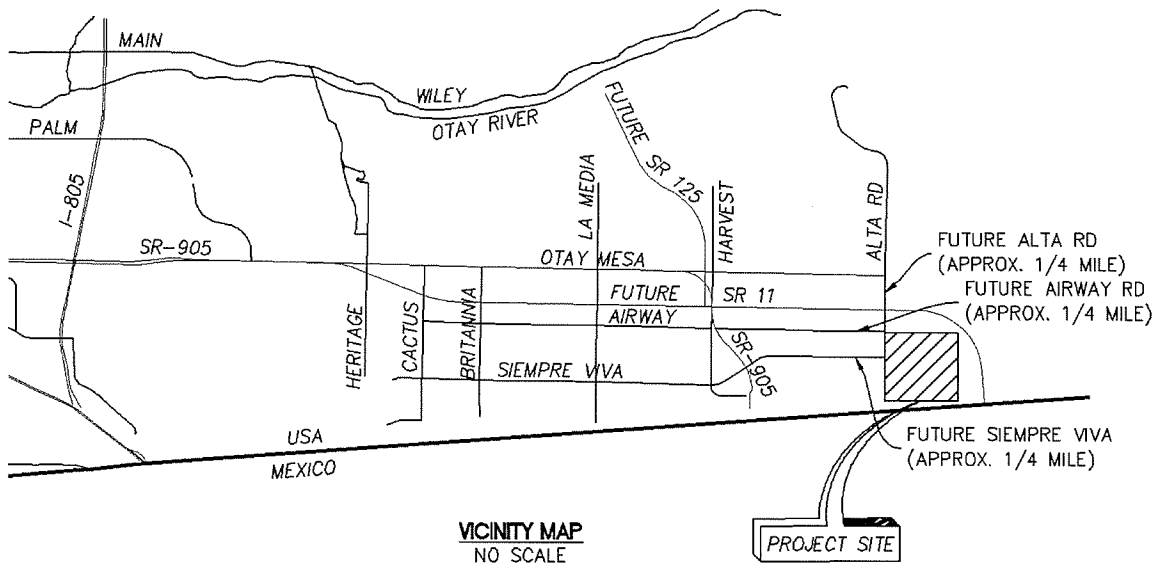 MAIN
WILEY
OTAY RIVER
PALM
I-805
SR-905
FUTURE SR 125
LA MEDIA
HARVEST
ALTA RD
OTAY MESA
FUTURE ALTA RD
(APPROX. 1/4 MILE)
FUTURE SR 11
FUTURE AIRWAY RD
(APPROX. 1/4 MILE)
AIRWAY
HERITAGE
CACTUS
BRITANNIA
SR-905
SIEMPRE VIVA
FUTURE SIEMPRE VIVA
(APPROX. 1/4 MILE)
USA
MEXICO
VICINITY MAP
NO SCALE
PROJECT SITE